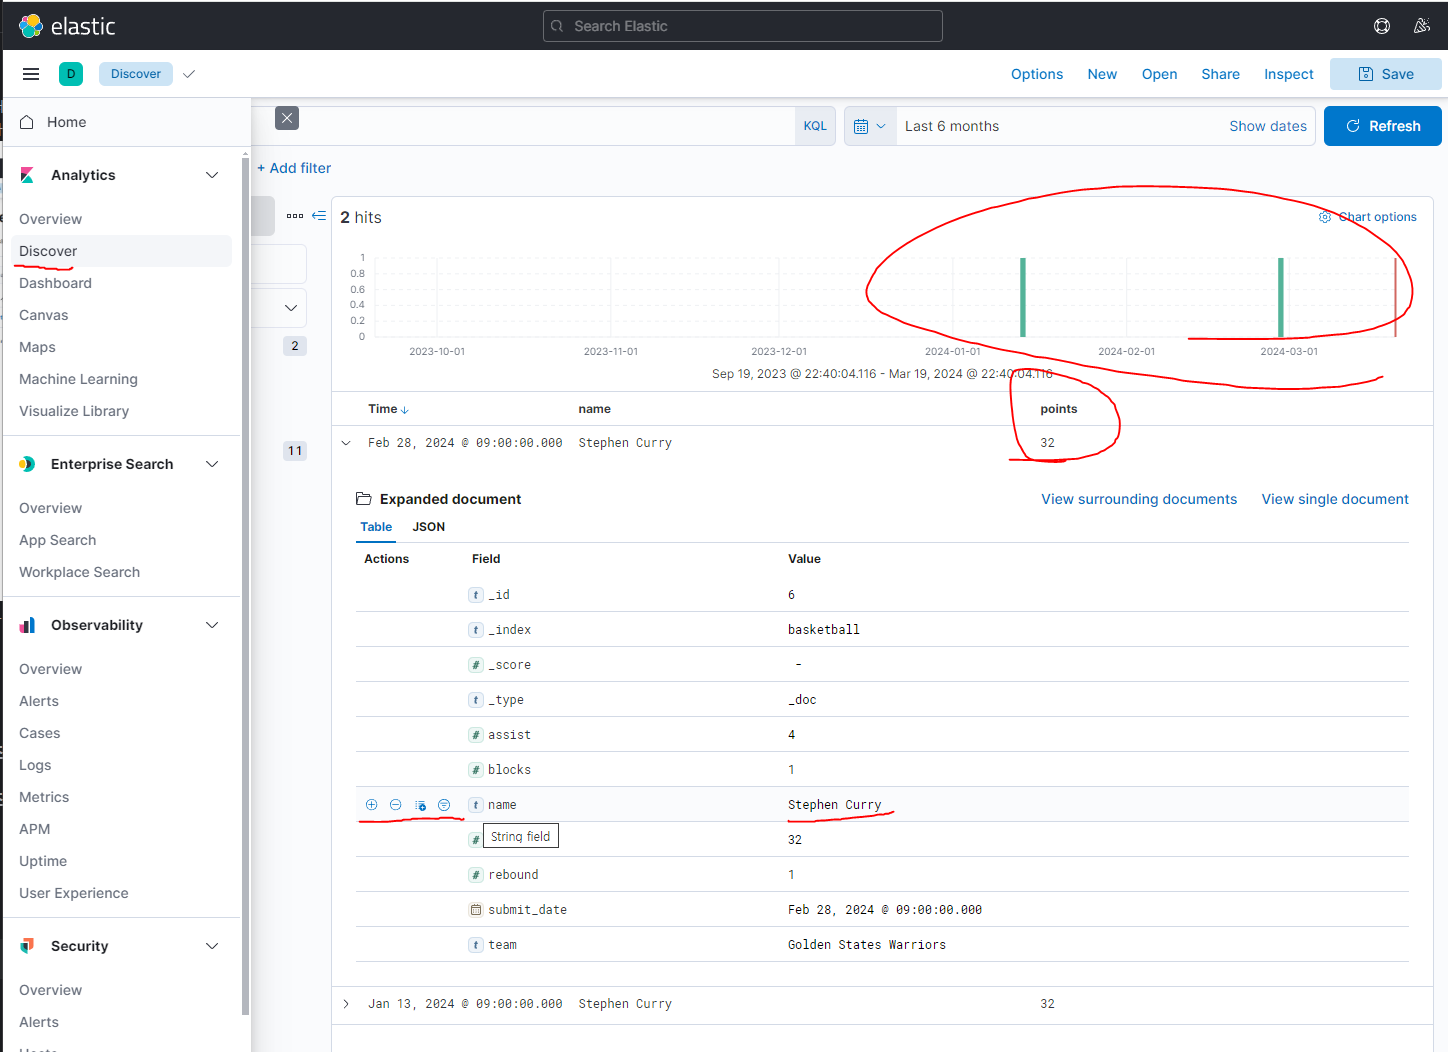 elastic
Search Elastic
D
Discover
Options
New
Open
Share
Inspect
Save
Home
KQL
Last 6 months
Show dates
Refresh
+ Add filter
Analytics
Overview
Discover
Dashboard
Canvas
Maps
Machine Learning
Visualize Library
Enterprise Search
Overview
App Search
Workplace Search
Observability
Overview
Alerts
Cases
Logs
Metrics
APM
Uptime
User Experience
Security
Overview
Alerts
2
11
2 hits
Chart options
1
0.8
0.6
0.4
0.2
0
2023-10-01 2023-11-01 2023-12-01 2024-01-01 2024-02-01 2024-03-01
Sep 19, 2023 @ 22:40:04.116 - Mar 19, 2024 @ 22:40:04.116
Time name points
Feb 28, 2024 @ 09:00:00.000 Stephen Curry 32
Expanded document
View surrounding documents
View single document
Table JSON
Actions Field Value
t _id 6
t _index basketball
# _score -
t _type _doc
# assist 4
# blocks 1
t name Stephen Curry
String field
# 32
# rebound 1
submit_date Feb 28, 2024 @ 09:00:00.000
t team Golden States Warriors
Jan 13, 2024 @ 09:00:00.000 Stephen Curry 32